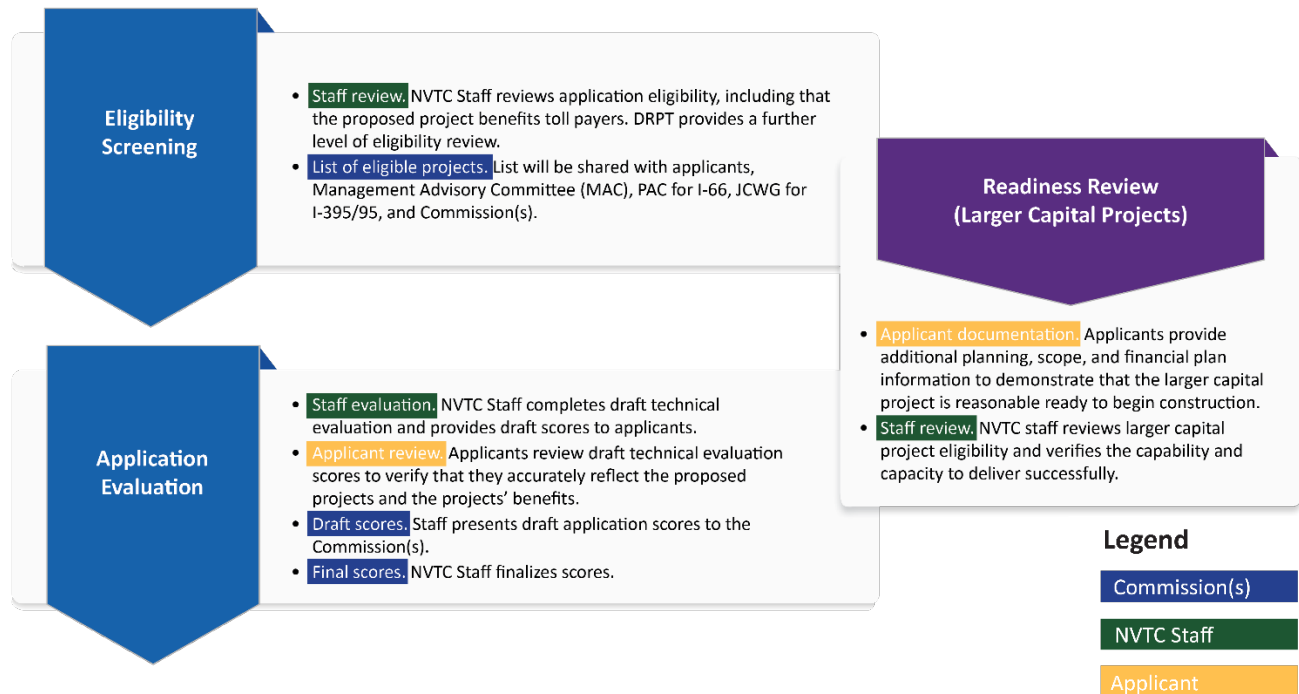 Eligibility
Screening
• Staff review. NVTC Staff reviews application eligibility, including that
the proposed project benefits toll payers. DRPT provides a further
level of eligibility review.
• List of eligible projects. List will be shared with applicants,
Management Advisory Committee (MAC), PAC for I-66, JCWG for
I-395/95, and Commission(s).
Readiness Review
(Larger Capital Projects)
• Applicant documentation. Applicants provide
additional planning, scope, and financial plan
information to demonstrate that the larger capital
project is reasonable ready to begin construction.
• Staff review. NVTC staff reviews larger capital
project eligibility and verifies the capability and
capacity to deliver successfully.
Application
Evaluation
• Staff evaluation. NVTC Staff completes draft technical
evaluation and provides draft scores to applicants.
• Applicant review. Applicants review draft technical evaluation
scores to verify that they accurately reflect the proposed
projects and the projects’ benefits.
• Draft scores. Staff presents draft application scores to the
Commission(s).
• Final scores. NVTC Staff finalizes scores.
Legend
Commission(s)
NVTC Staff
Applicant